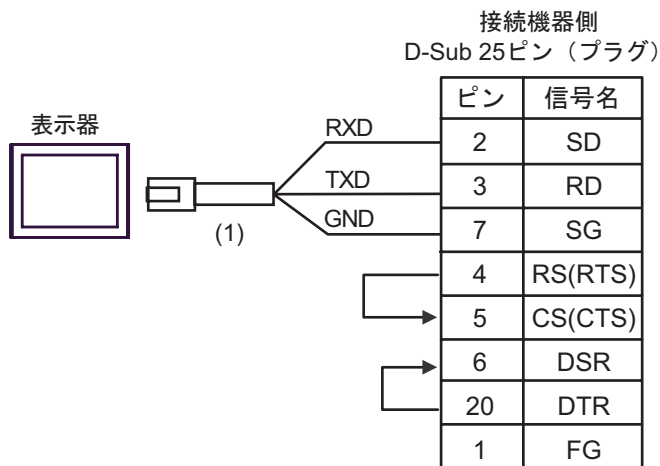 接続機器側
D-Sub 25ピン（プラグ）
表示器
(1)
RXD
TXD
GND
ピン 信号名
2 SD
3 RD
7 SG
4 RS(RTS)
5 CS(CTS)
6 DSR
20 DTR
1 FG